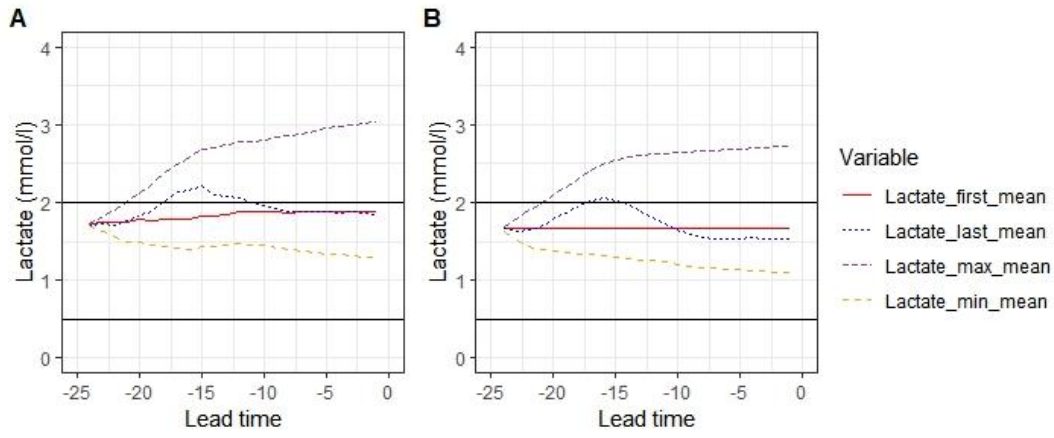 A
Lactate (mmol/l)
4
3
2
1
0
-25 -20 -15 -10 -5 0
Lead time
B
Lactate (mmol/l)
4
3
2
1
0
-25 -20 -15 -10 -5 0
Lead time
Variable
Lactate_first_mean
Lactate_last_mean
Lactate_max_mean
Lactate_min_mean